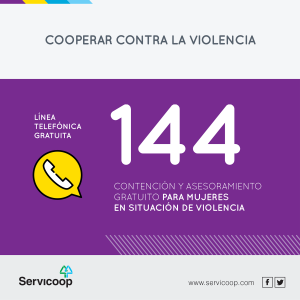 COOPERAR CONTRA LA VIOLENCIA
LÍNEA
TELEFÓNICA
GRATUITA
144
CONTENCIÓN Y ASESORAMIENTO
GRATUITO PARA MUJERES
EN SITUACIÓN DE VIOLENCIA
Servicoop
www.servicoop.com